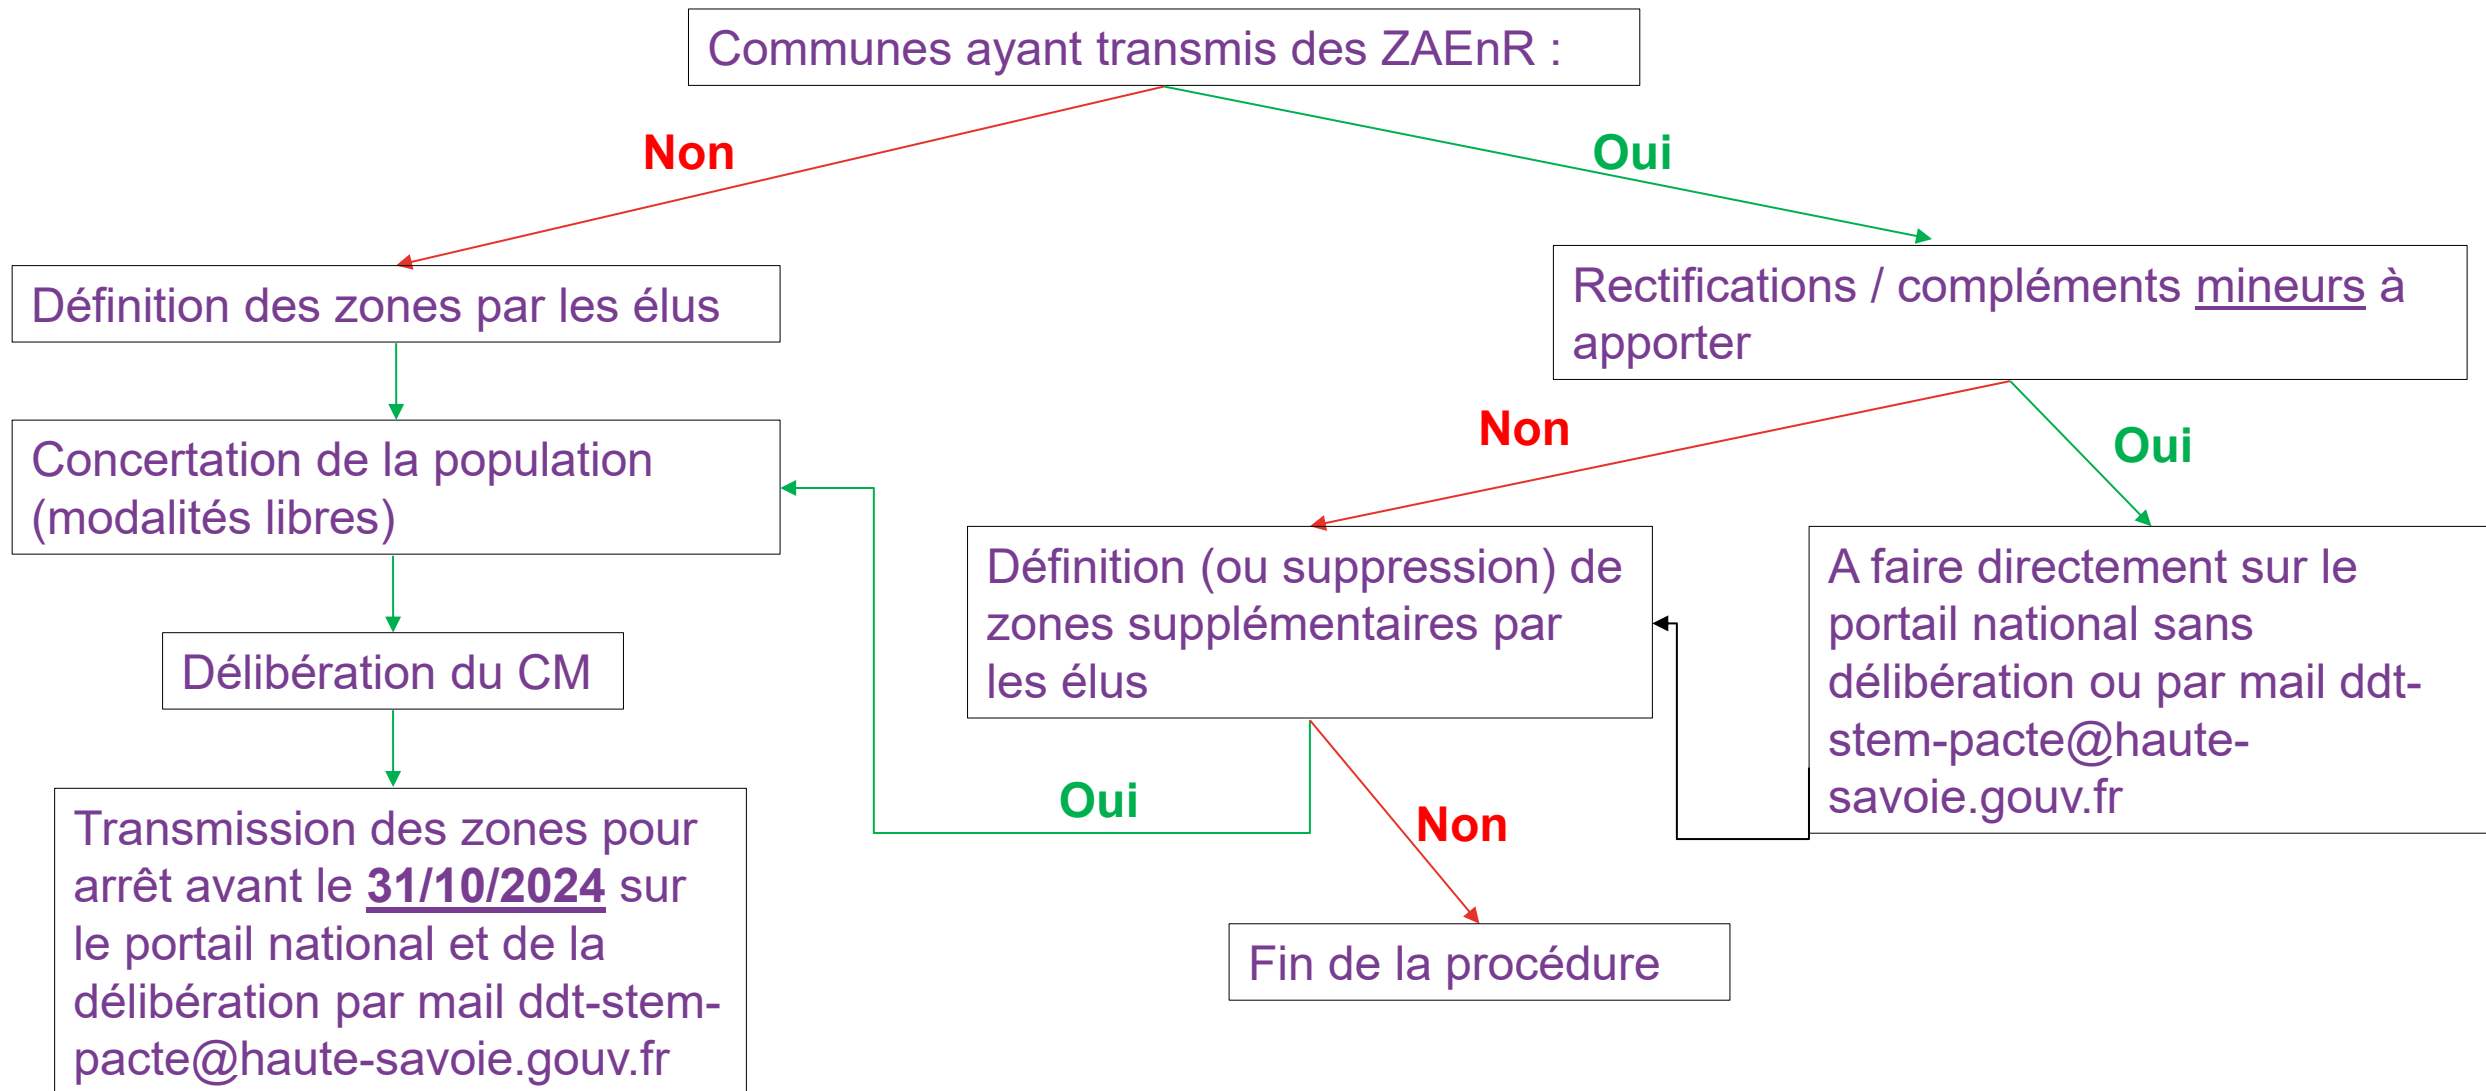 Communes ayant transmis des ZAEnR :
Non
Oui
Définition des zones par les élus
Rectifications / compléments mineurs à
apporter
Concertation de la population
(modalités libres)
Non
Oui
Définition (ou suppression) de
zones supplémentaires par
les élus
A faire directement sur le
portail national sans
délibération ou par mail ddt-
stem-pacte@haute-
savoie.gouv.fr
Délibération du CM
Oui
Non
Transmission des zones pour
arrêt avant le 31/10/2024 sur
le portail national et de la
délibération par mail ddt-stem-
pacte@haute-savoie.gouv.fr
Fin de la procédure